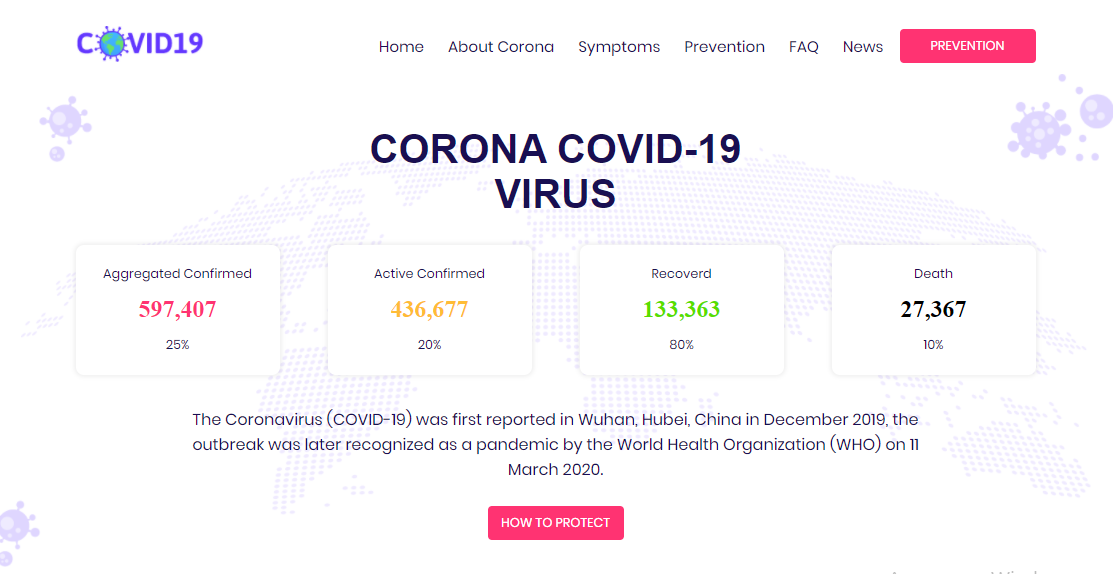 COVID19
Home About Corona Symptoms Prevention FAQ News PREVENTION
CORONA COVID-19
VIRUS
Aggregated Confirmed
597,407
25%
Active Confirmed
436,677
20%
Recoverd
133,363
80%
Death
27,367
10%
The Coronavirus (COVID-19) was first reported in Wuhan, Hubei, China in December 2019, the
outbreak was later recognized as a pandemic by the World Health Organization (WHO) on 11
March 2020.
HOW TO PROTECT